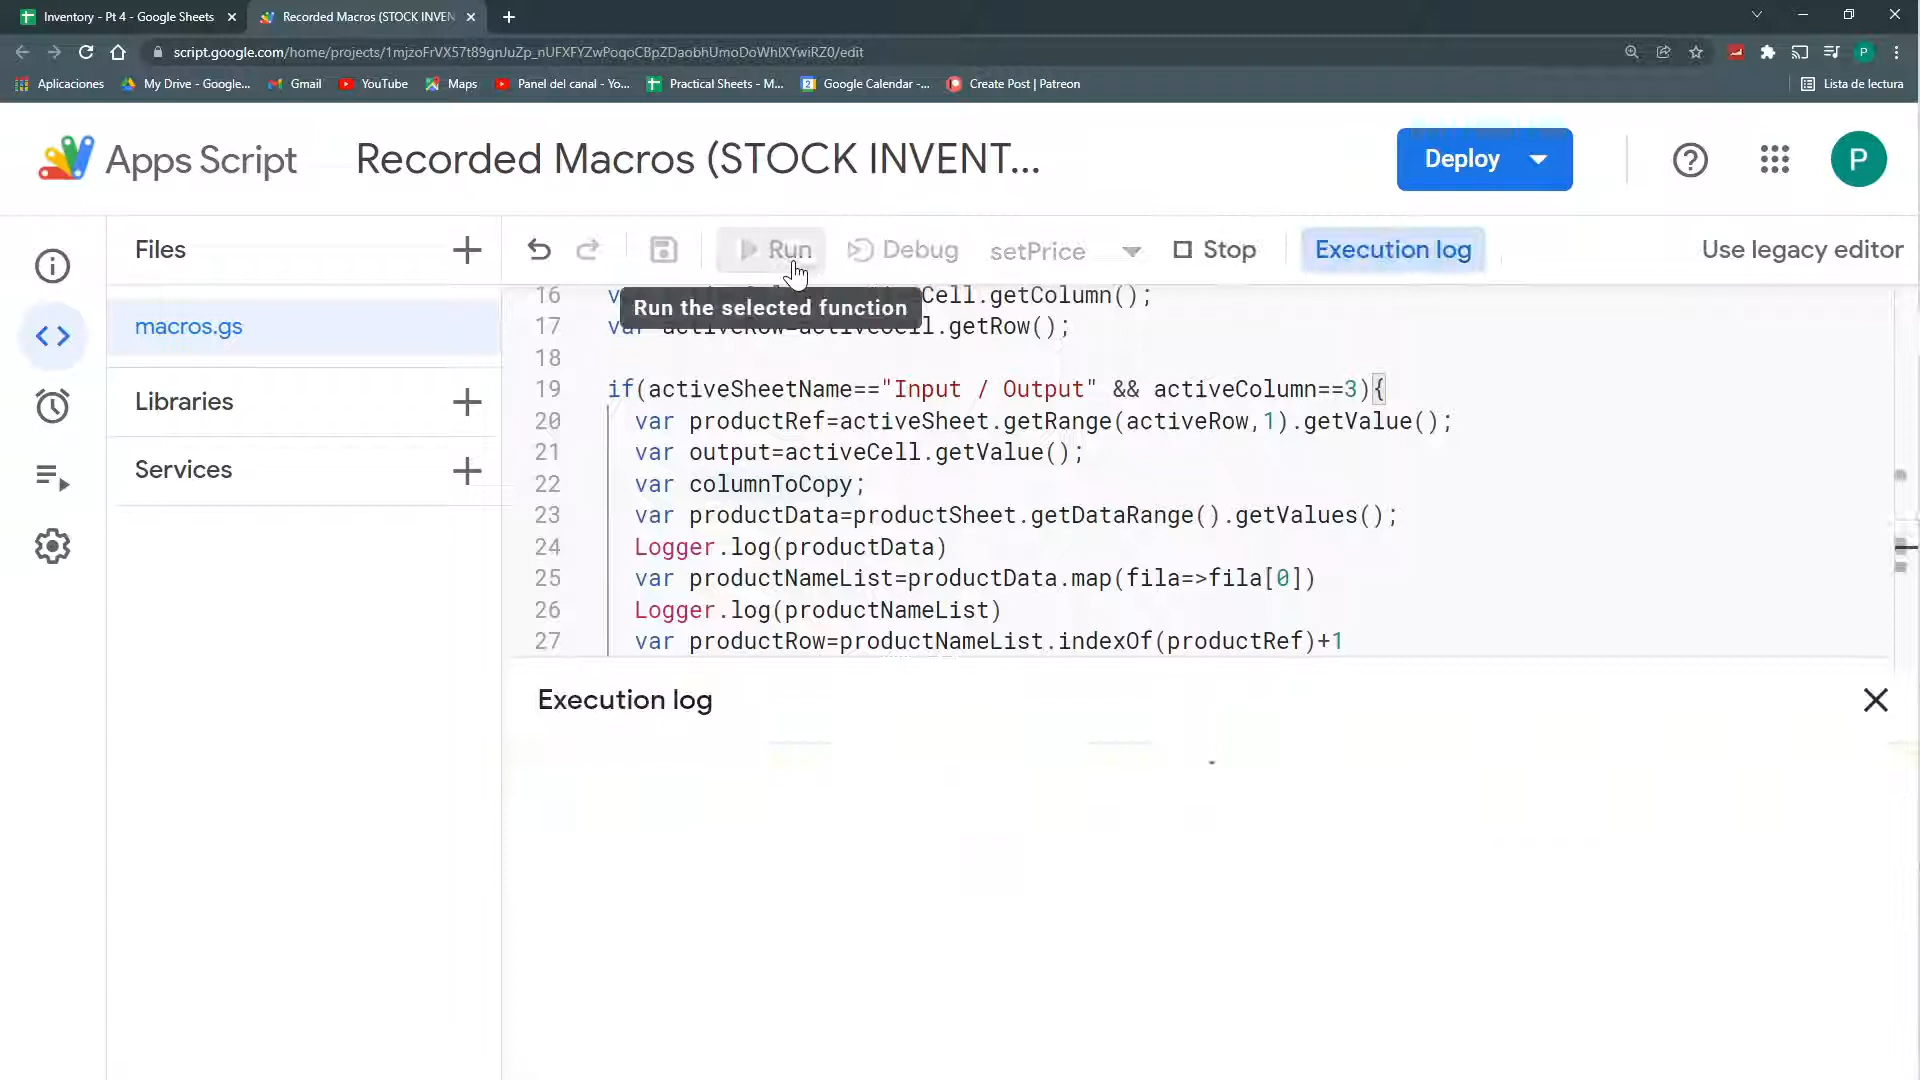 Inventory - Pt 4 - Google Sheets
Recorded Macros (STOCK INVEN
script.google.com/home/projects/1mjzoFrVX57t89gnJuZp_nUFXFYZwPoqoCBpZDaobhUmoDoWhlXYwiRZ0/edit
Aplicaciones
My Drive - Google...
Gmail
YouTube
Maps
Panel del canal - Yo...
Practical Sheets - M...
Google Calendar -...
Create Post | Patreon
Lista de lectura
Apps Script
Recorded Macros (STOCK INVENT...
Deploy
P
Files
Run
Debug
setPrice
Stop
Execution log
Use legacy editor
Run the selected function
macros.gs
Libraries
Services
16 Cell.getColumn();
17 var activeRow=activeCell.getRow();
18
19 if(activeSheetName=="Input / Output" && activeColumn==3){
20 var productRef=activeSheet.getRange(activeRow,1).getValue();
21 var output=activeCell.getValue();
22 var columnToCopy;
23 var productData=productSheet.getDataRange().getValues();
24 Logger.log(productData)
25 var productNameList=productData.map(fila=>fila[0])
26 Logger.log(productNameList)
27 var productRow=productNameList.indexOf(productRef)+1
Execution log